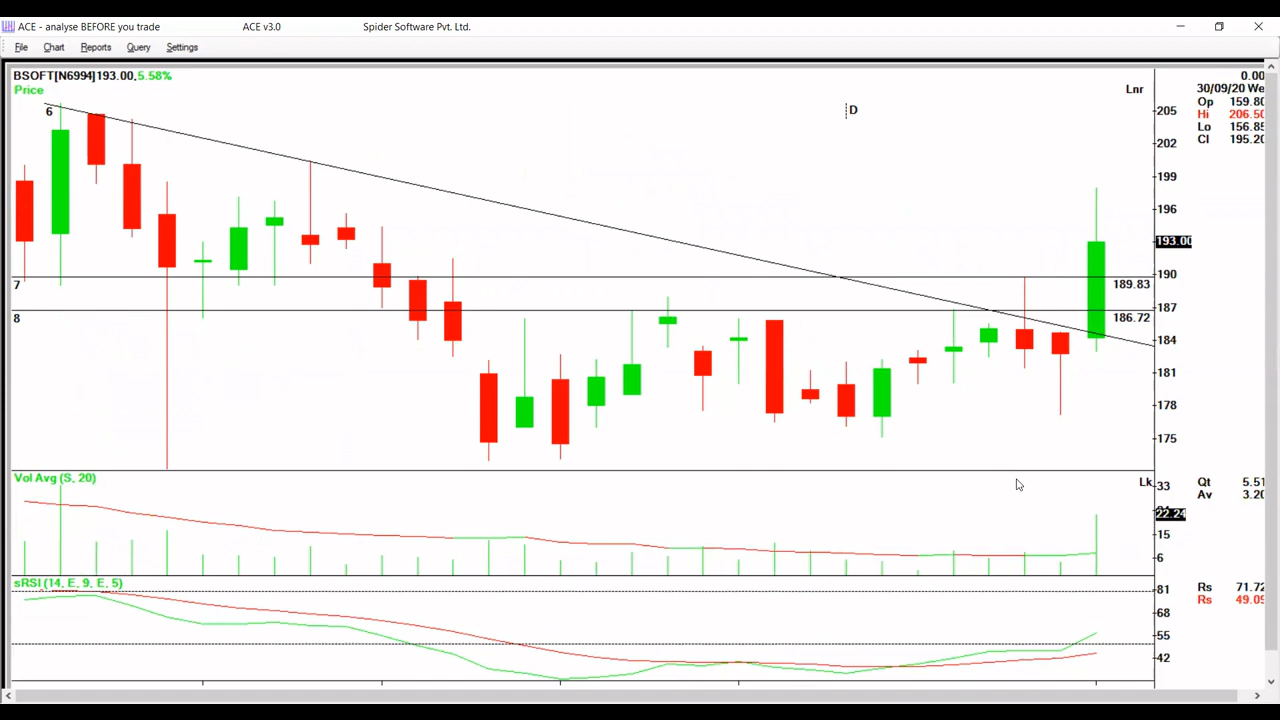 ACE - analyse BEFORE you trade ACE v3.0 Spider Software Pvt. Ltd.
File Chart Reports Query Settings
BSOFT[N6994]193.00,5.58%
Price
Lnr
D
6
7
8
205
202
199
196
193.00
190
187
184
181
178
175
189.83
186.72
0.00
30/09/20 We
Op 159.80
Hi 206.50
Lo 156.85
Cl 195.20
Vol Avg (S, 20)
Lk
33
22.24
15
6
Qt 5.51
Av 3.20
sRSI (14, E, 9, E, 5)
81
68
55
42
Rs 71.72
Rs 49.09